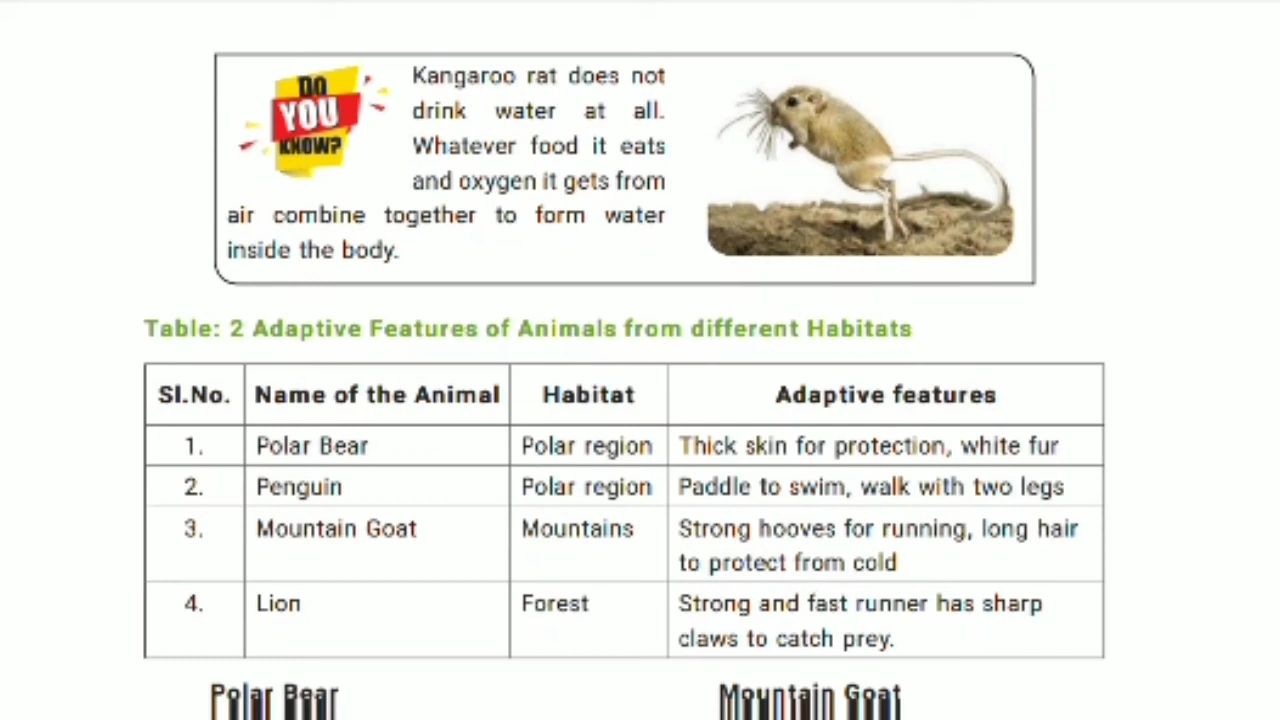 DO
YOU
KNOW?
Kangaroo rat does not
drink water at all.
Whatever food it eats
and oxygen it gets from
air combine together to form water
inside the body.
Table: 2 Adaptive Features of Animals from different Habitats
Sl.No. Name of the Animal Habitat Adaptive features
1. Polar Bear Polar region Thick skin for protection, white fur
2. Penguin Polar region Paddle to swim, walk with two legs
3. Mountain Goat Mountains Strong hooves for running, long hair
to protect from cold
4. Lion Forest Strong and fast runner has sharp
claws to catch prey.
Polar Bear Mountain Goat